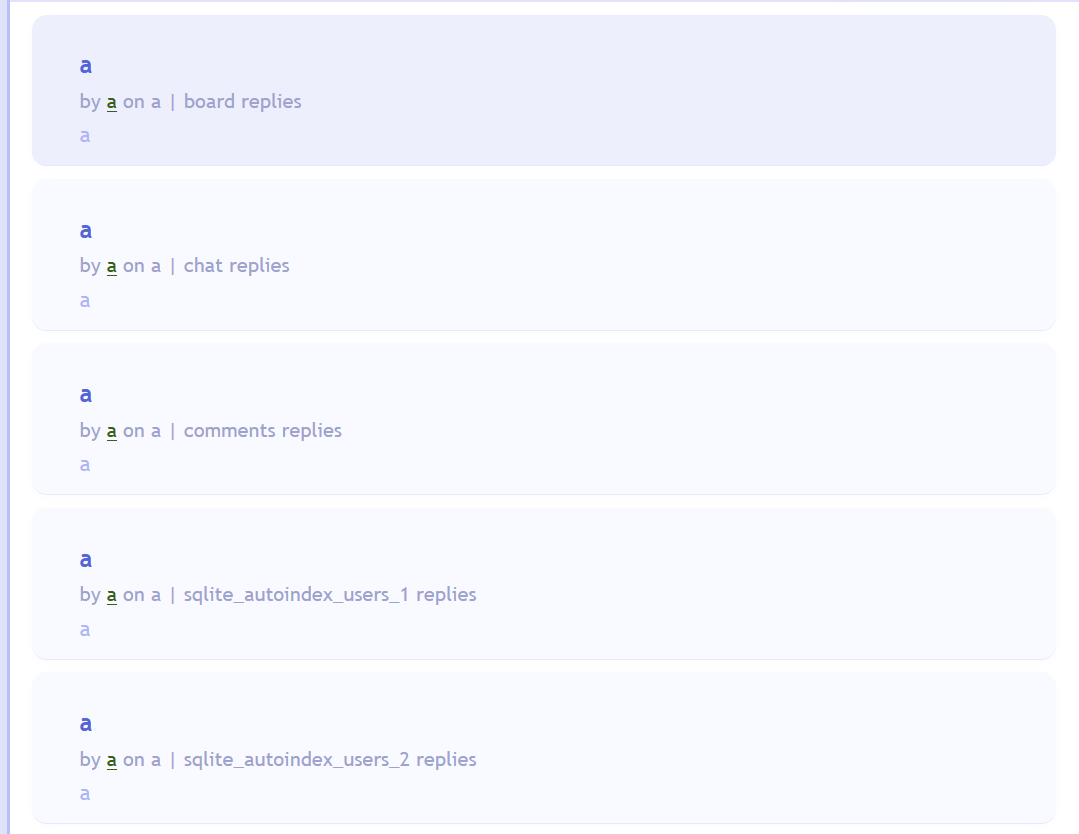 a
by a on a | board replies
a
a
by a on a | chat replies
a
a
by a on a | comments replies
a
a
by a on a | sqlite_autoindex_users_1 replies
a
a
by a on a | sqlite_autoindex_users_2 replies
a